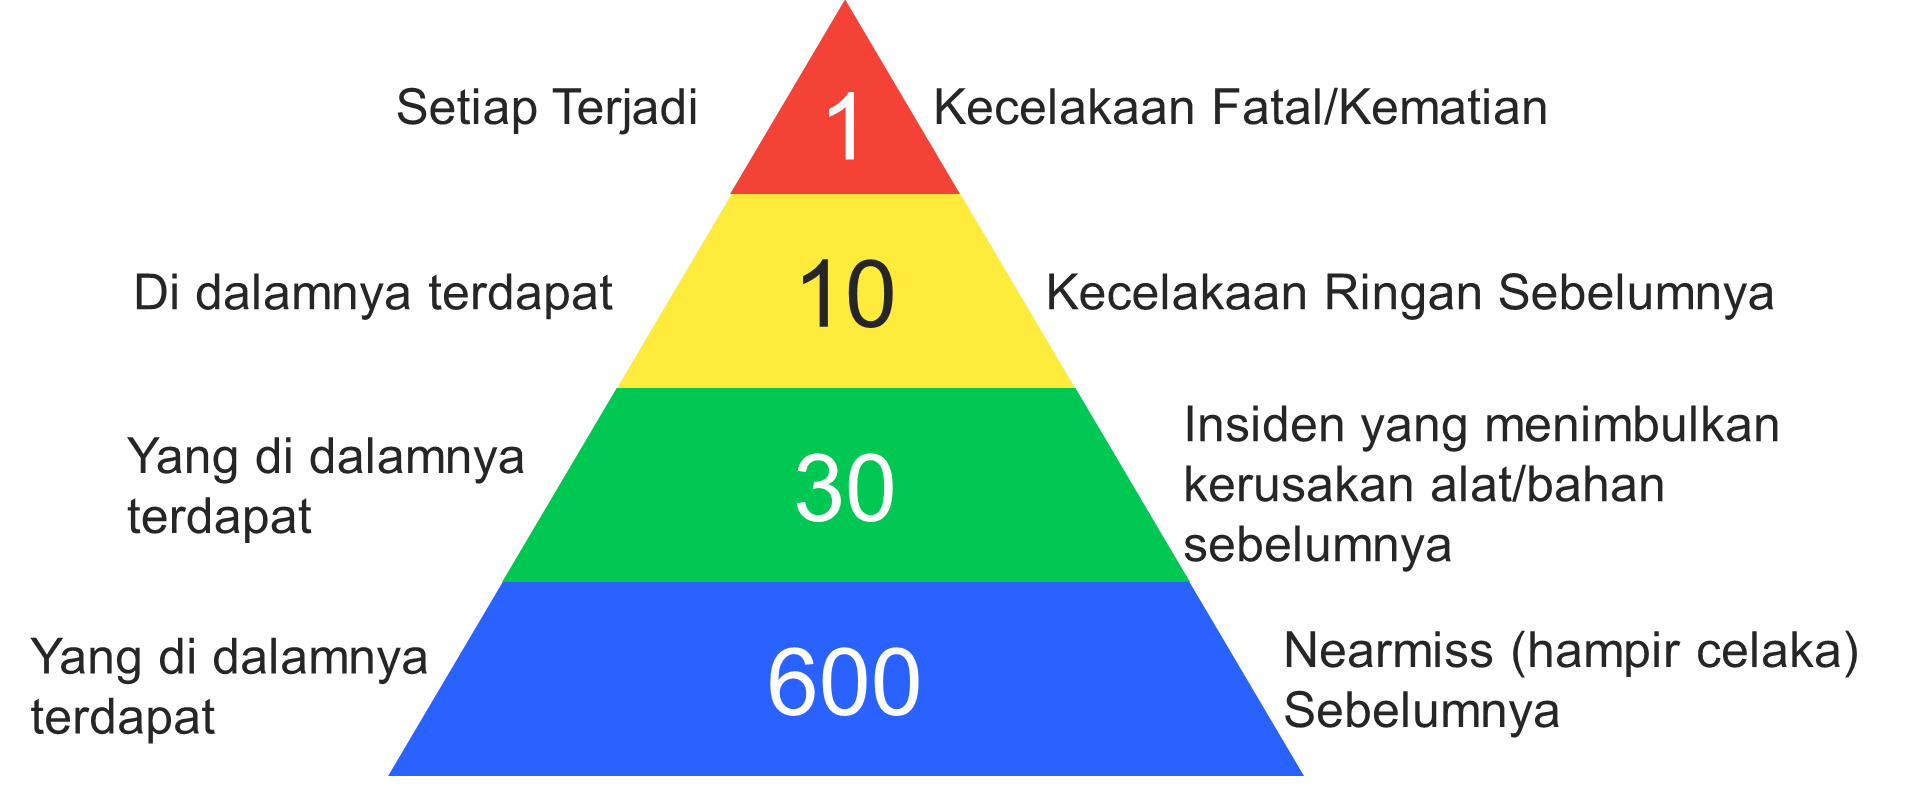 Setiap Terjadi
1
Kecelakaan Fatal/Kematian
Di dalamnya terdapat
10
Kecelakaan Ringan Sebelumnya
Yang di dalamnya
terdapat
30
Insiden yang menimbulkan
kerusakan alat/bahan
sebelumnya
Yang di dalamnya
terdapat
600
Nearmiss (hampir celaka)
Sebelumnya